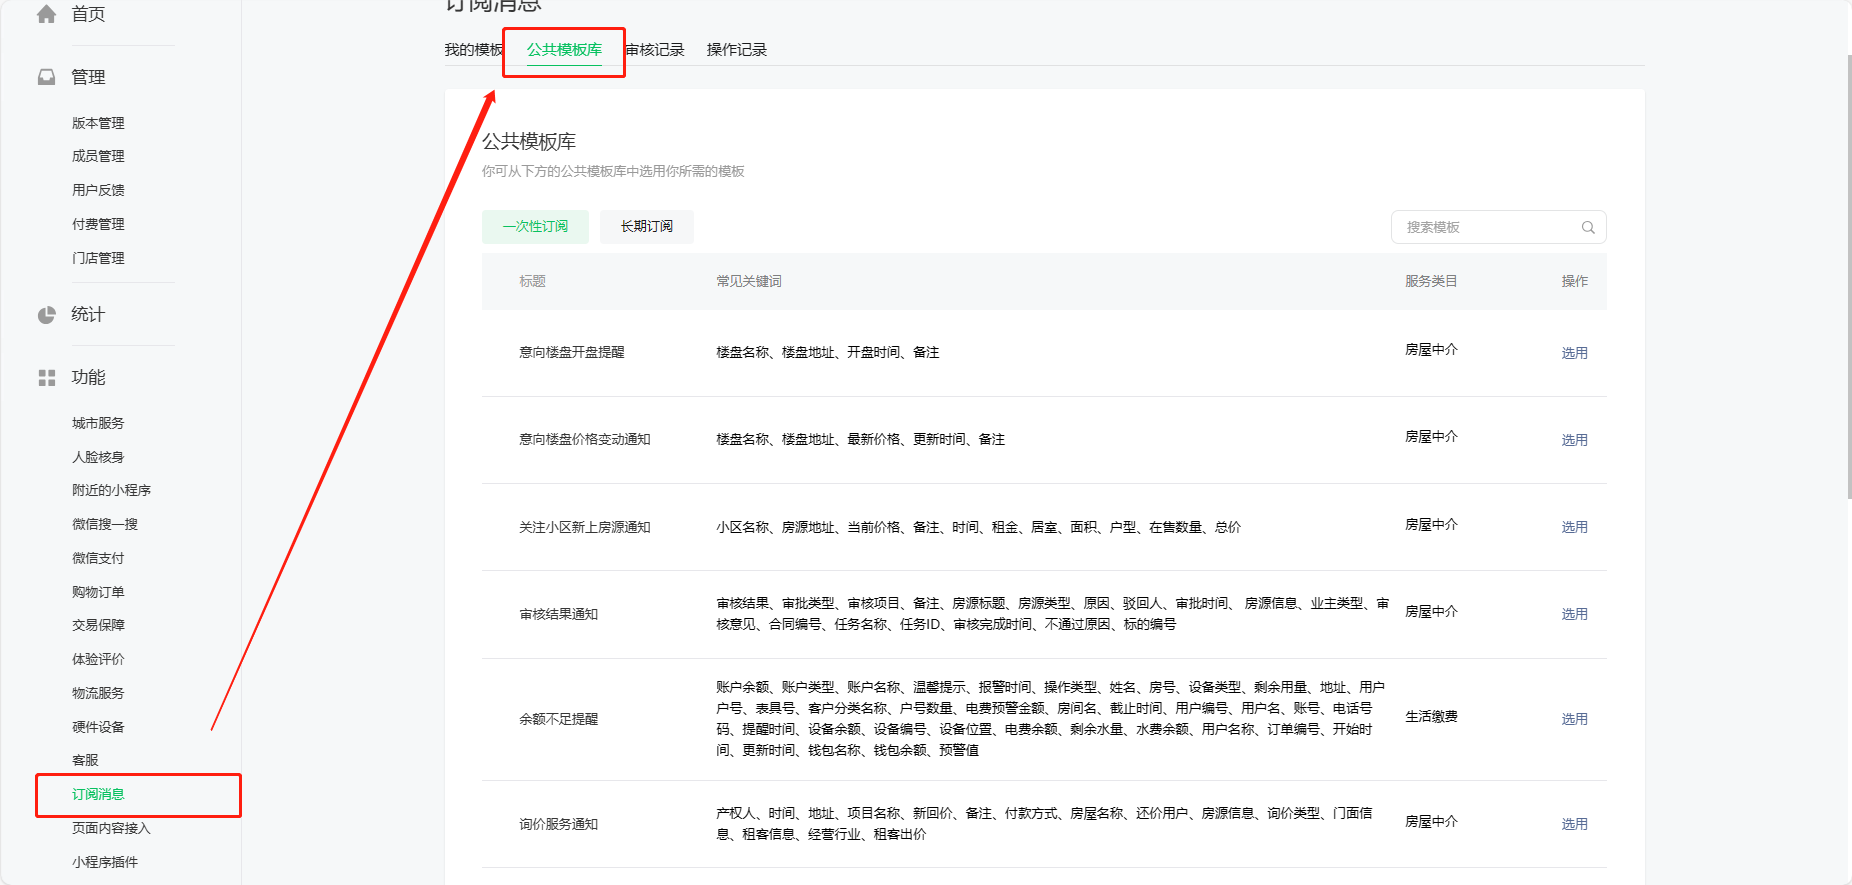 首页
管理
版本管理
成员管理
用户反馈
付费管理
门店管理
统计
功能
城市服务
人脸核身
附近的小程序
微信搜一搜
微信支付
购物订单
交易保障
体验评价
物流服务
硬件设备
客服
订阅消息
页面内容接入
小程序插件
订阅消息
我的模板 公共模板库 审核记录 操作记录
公共模板库
你可从下方的公共模板库中选用你所需的模板
一次性订阅 长期订阅 搜索模板
标题 常见关键词 服务类目 操作
意向楼盘开盘提醒 楼盘名称、楼盘地址、开盘时间、备注 房屋中介 选用
意向楼盘价格变动通知 楼盘名称、楼盘地址、最新价格、更新时间、备注 房屋中介 选用
关注小区新上房源通知 小区名称、房源地址、当前价格、备注、时间、租金、居室、面积、户型、在售数量、总价 房屋中介 选用
审核结果通知 审核结果、审批类型、审核项目、备注、房源标题、房源类型、原因、驳回人、审批时间、 房源信息、业主类型、审 房屋中介 选用
核意见、合同编号、任务名称、任务ID、审核完成时间、不通过原因、标的编号
账户余额、账户类型、账户名称、温馨提示、报警时间、操作类型、姓名、房号、设备类型、剩余用量、地址、用户
余额不足提醒 户号、表具号、客户分类名称、户号数量、电费预警金额、房间名、截止时间、用户编号、用户名、账号、电话号 生活缴费 选用
码、提醒时间、设备余额、设备编号、设备位置、电费余额、剩余水量、水费余额、用户名称、订单编号、开始时
间、更新时间、钱包名称、钱包余额、预警值
询价服务通知 产权人、时间、地址、项目名称、新回价、备注、付款方式、房屋名称、还价用户、房源信息、询价类型、门面信 房屋中介 选用
息、租客信息、经营行业、租客出价